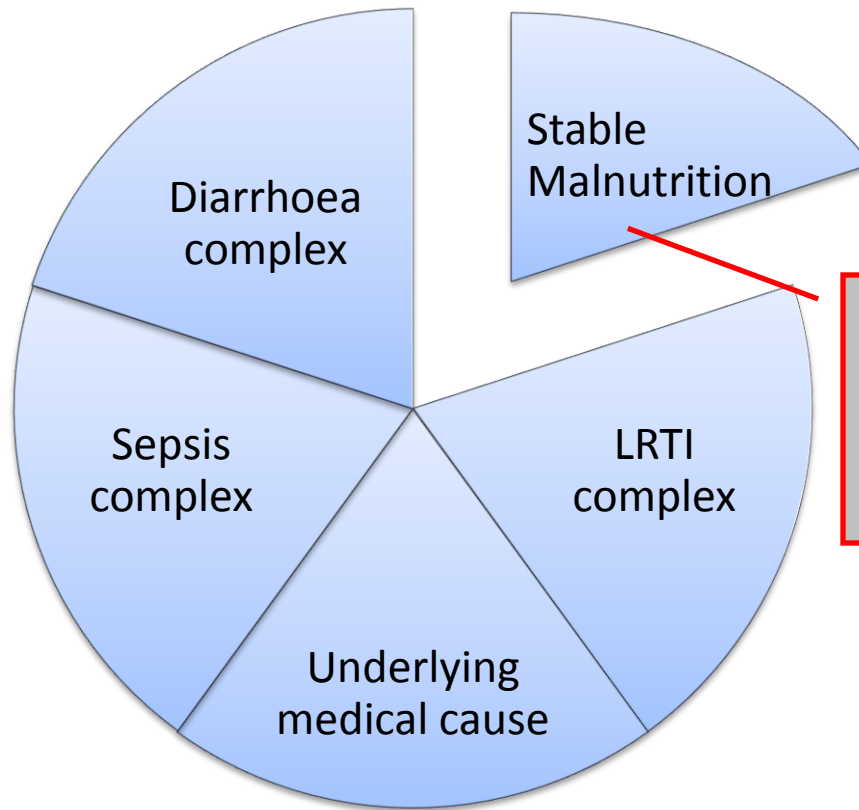 Stable
Malnutrition
Diarrhoea
complex
Sepsis
complex
LRTI
complex
Underlying
medical cause